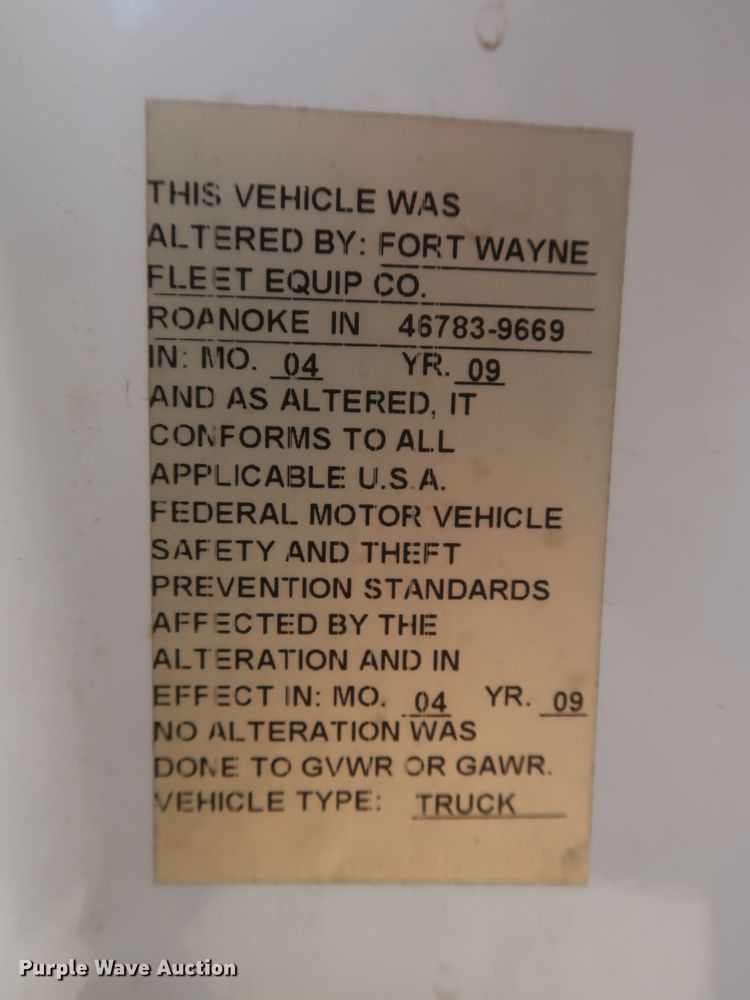 THIS VEHICLE WAS
ALTERED BY: FORT WAYNE
FLEET EQUIP CO.
ROANOKE IN 46783-9669
IN: MO. 04 YR. 09
AND AS ALTERED, IT
CONFORMS TO ALL
APPLICABLE U.S.A.
FEDERAL MOTOR VEHICLE
SAFETY AND THEFT
PREVENTION STANDARDS
AFFECTED BY THE
ALTERATION AND IN
EFFECT IN: MO. 04 YR. 09
NO ALTERATION WAS
DONE TO GVWR OR GAWR.
VEHICLE TYPE: TRUCK
Purple Wave Auction